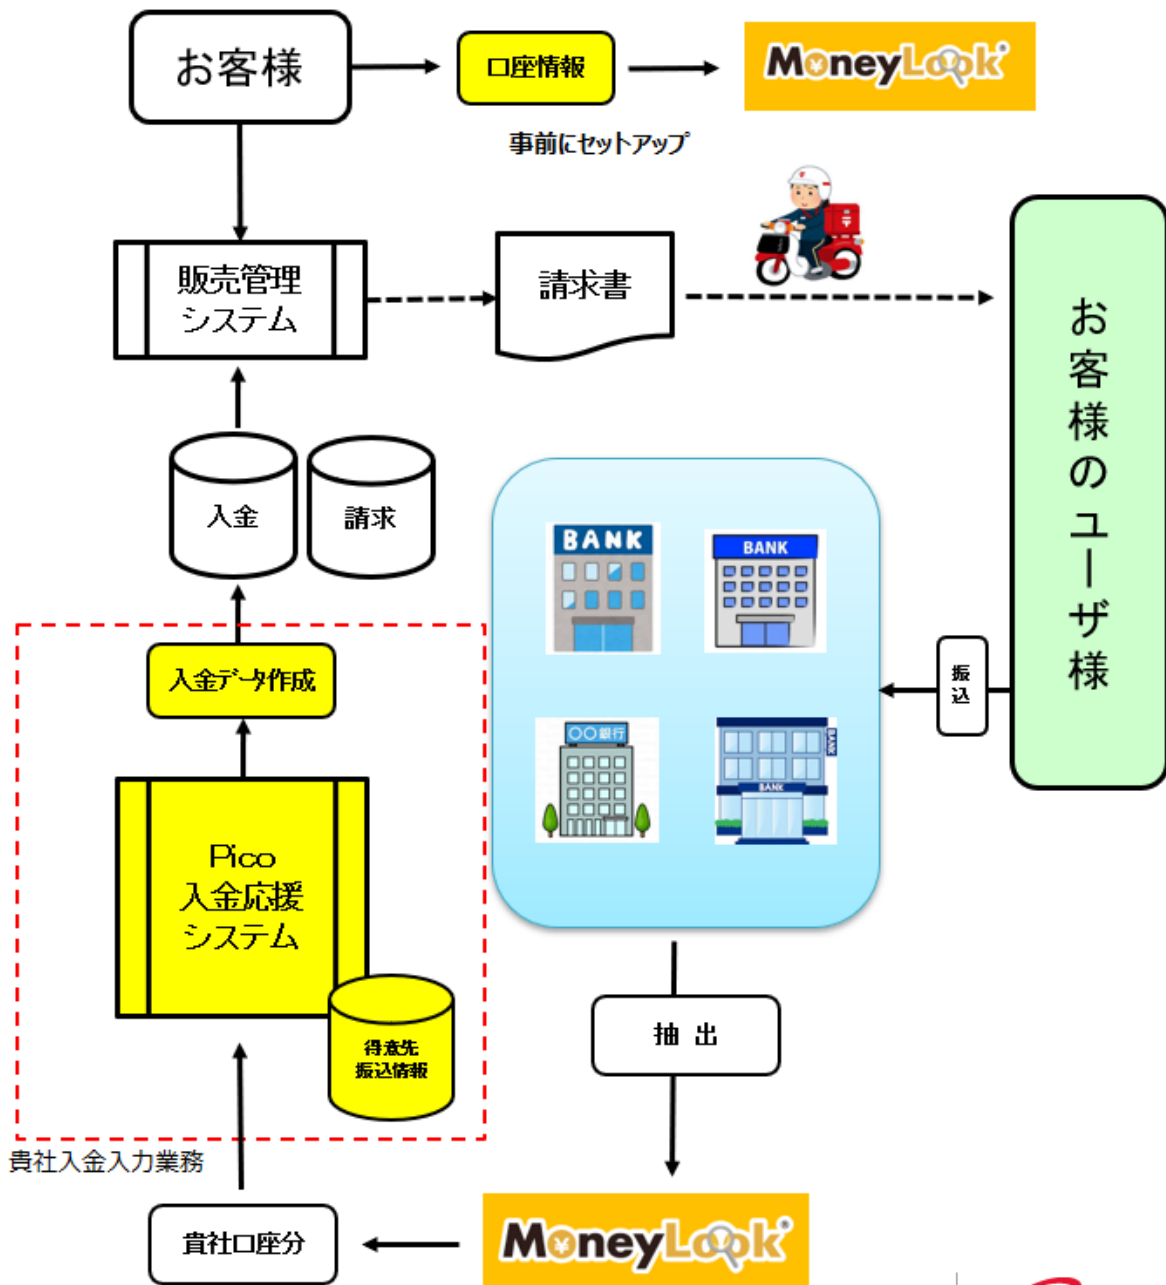 お客様
口座情報
MoneyLook®
事前にセットアップ
販売管理
システム
請求書
お客様のユーザ様
入金
請求
BANK
BANK
振込
入金データ作成
〇〇銀行
BANK
BANK
Pico
入金応援
システム
得意先
振込情報
抽 出
貴社入金入力業務
貴社口座分
MoneyLook®